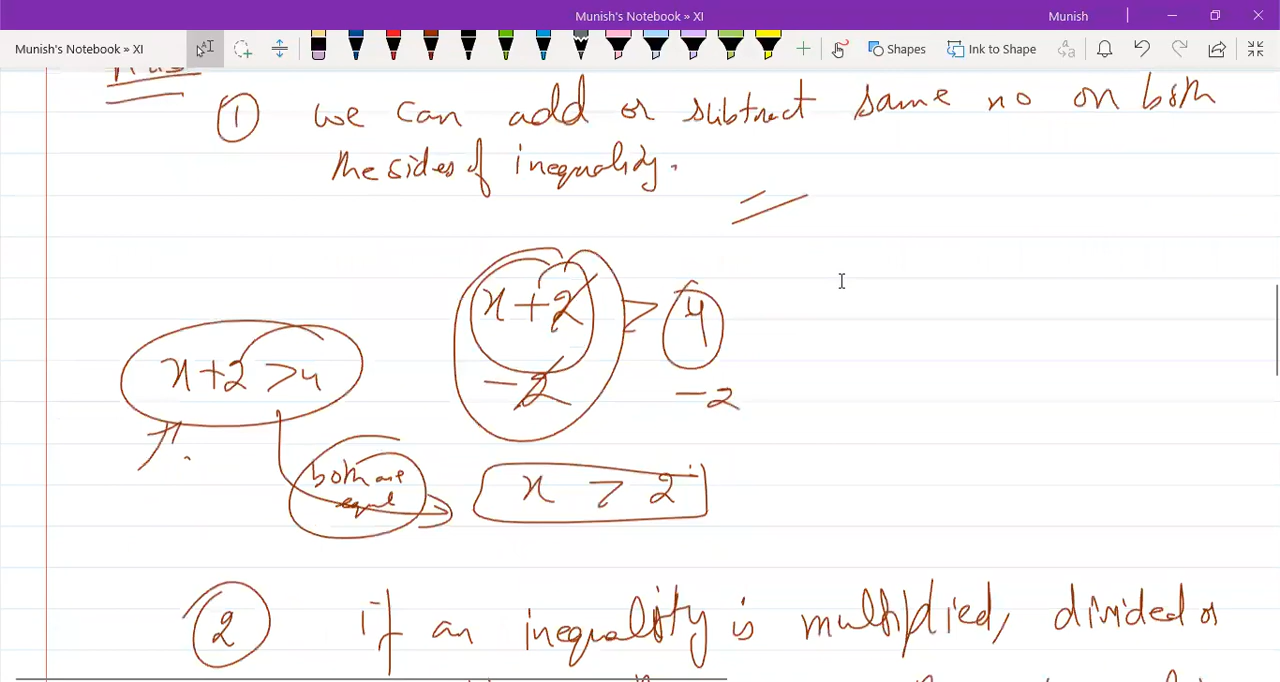 Munish's Notebook » XI
Munish
Munish's Notebook » XI
Shapes
Ink to Shape
1 we can add or subtract same no on both
the sides of inequality.
x+2 > 4
-2 -2
x+2 >4
both are
equal
x > 2
2 if an inequality is multiplied, divided or